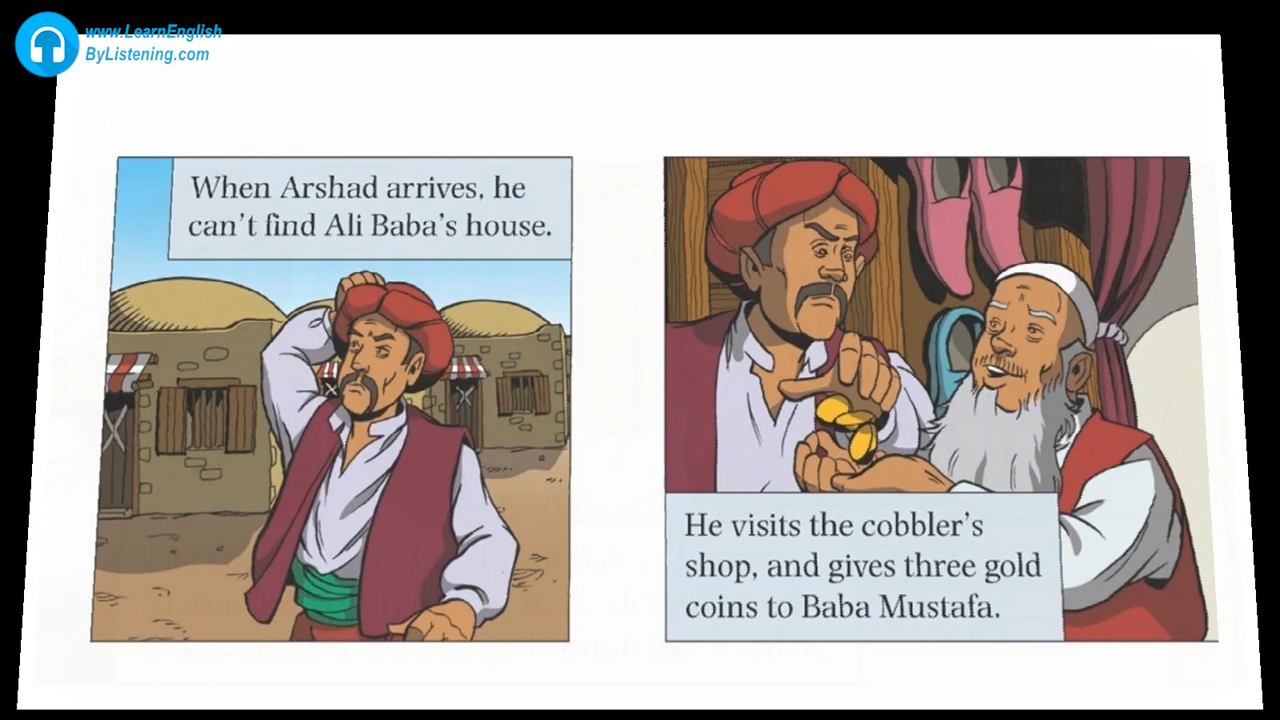 www.LearnEnglish
ByListening.com
When Arshad arrives, he
can't find Ali Baba's house.
He visits the cobbler's
shop, and gives three gold
coins to Baba Mustafa.